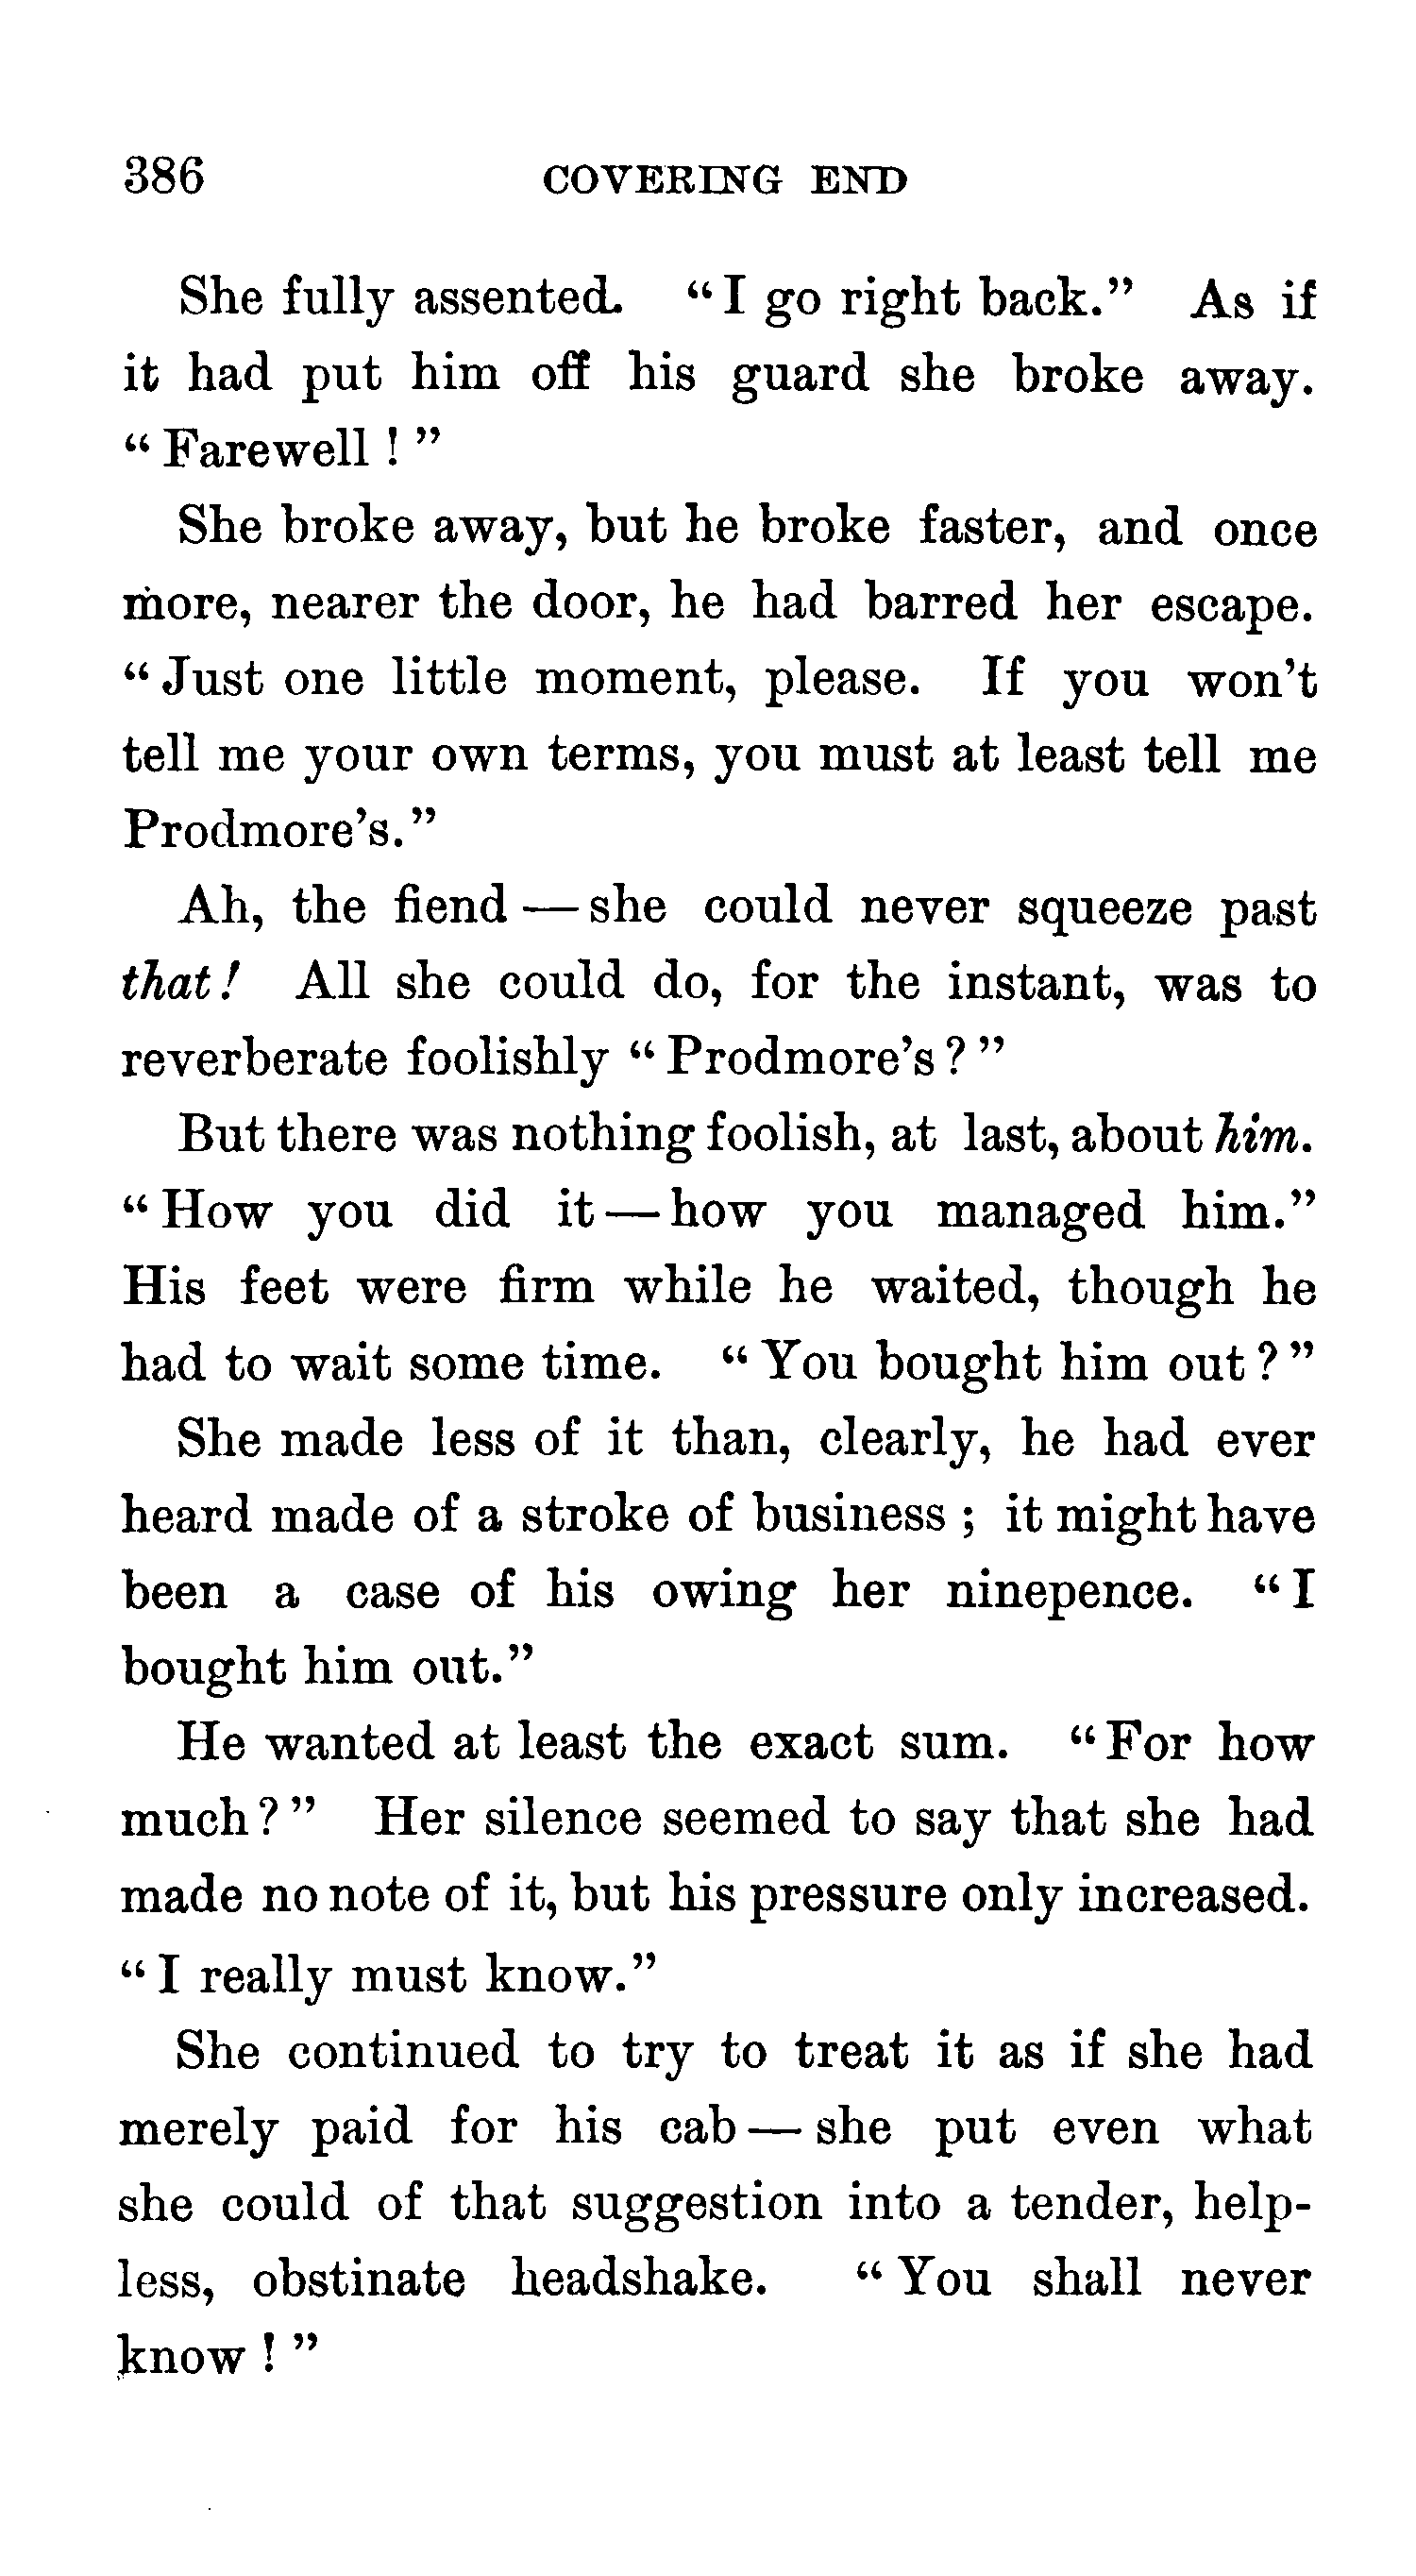 386 COVERING END
She fully assented. "I go right back." As if
it had put him off his guard she broke away.
"Farewell!"
She broke away, but he broke faster, and once
more, nearer the door, he had barred her escape.
"Just one little moment, please. If you won't
tell me your own terms, you must at least tell me
Prodmore's."
Ah, the fiend — she could never squeeze past
that! All she could do, for the instant, was to
reverberate foolishly "Prodmore's?"
But there was nothing foolish, at last, about him.
"How you did it — how you managed him."
His feet were firm while he waited, though he
had to wait some time. "You bought him out?"
She made less of it than, clearly, he had ever
heard made of a stroke of business; it might have
been a case of his owing her ninepence. "I
bought him out."
He wanted at least the exact sum. "For how
much?" Her silence seemed to say that she had
made no note of it, but his pressure only increased.
"I really must know."
She continued to try to treat it as if she had
merely paid for his cab — she put even what
she could of that suggestion into a tender, help-
less, obstinate headshake. "You shall never
know!"